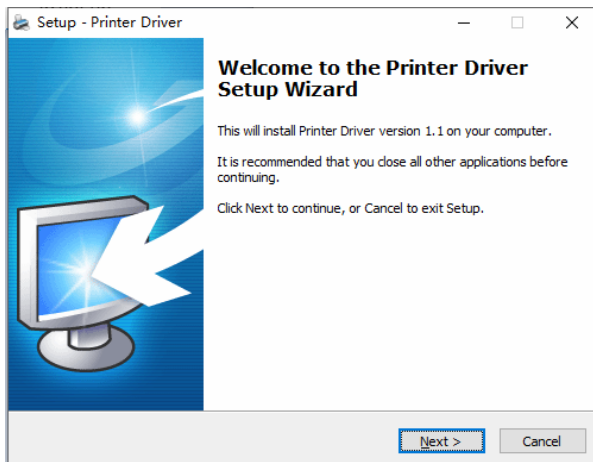 Setup - Printer Driver
Welcome to the Printer Driver
Setup Wizard
This will install Printer Driver version 1.1 on your computer.
It is recommended that you close all other applications before
continuing.
Click Next to continue, or Cancel to exit Setup.
Next >
Cancel